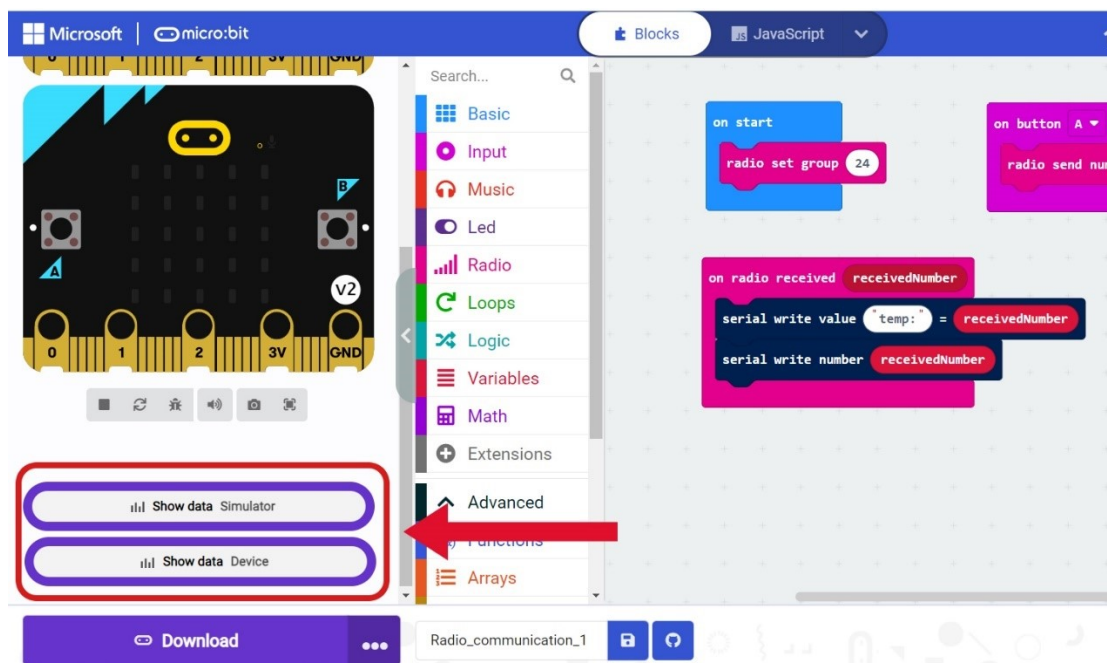 Microsoft micro:bit
Blocks JavaScript
0 1 2 3V GND
B
A
V2
0 1 2 3V GND
Show data Simulator
Show data Device
Search...
Basic
Input
Music
Led
Radio
Loops
Logic
Variables
Math
Extensions
Advanced
Functions
Arrays
on start
radio set group 24
on button A
radio send num
on radio received receivedNumber
serial write value "temp:" = receivedNumber
serial write number receivedNumber
Download
Radio_communication_1